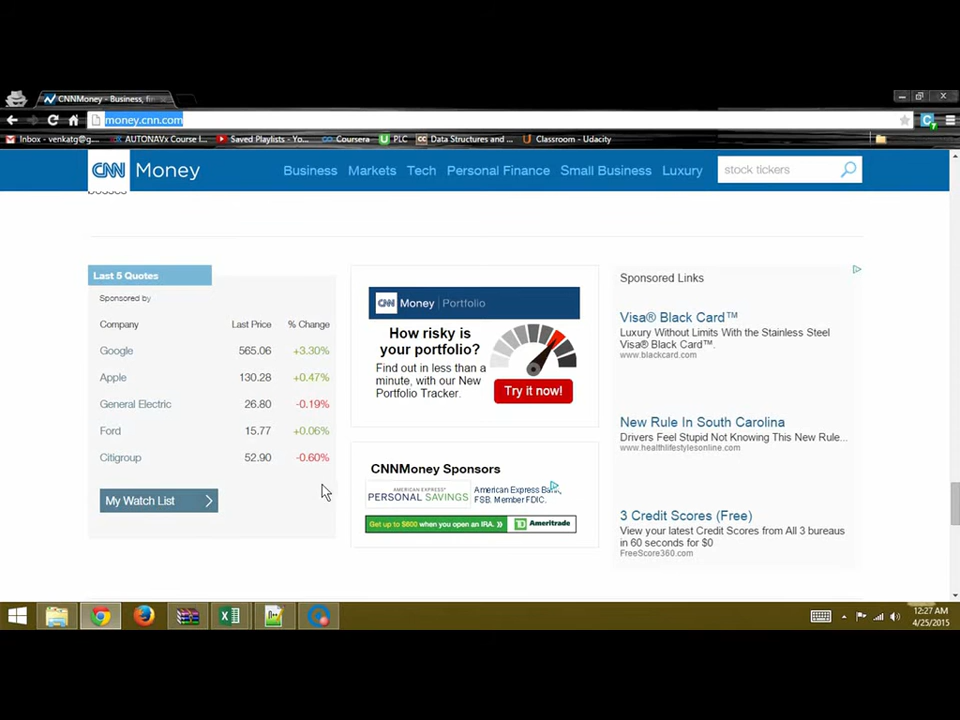 CNNMoney - Business, fin
money.cnn.com
Inbox - venkatg@g...
AUTONAVx Course I...
Saved Playlists - Yo...
Coursera
PLC
Data Structures and ...
Classroom - Udacity
CNN Money
Business
Markets
Tech
Personal Finance
Small Business
Luxury
stock tickers
Last 5 Quotes
Sponsored by
Company Last Price % Change
Google 565.06 +3.30%
Apple 130.28 +0.47%
General Electric 26.80 -0.19%
Ford 15.77 +0.06%
Citigroup 52.90 -0.60%
My Watch List
CNN Money | Portfolio
How risky is
your portfolio?
Find out in less than a
minute, with our New
Portfolio Tracker.
Try it now!
CNNMoney Sponsors
AMERICAN EXPRESS
PERSONAL SAVINGS
American Express Bank,
FSB. Member FDIC.
Get up to $600 when you open an IRA. >>
TD Ameritrade
Sponsored Links
Visa® Black Card™
Luxury Without Limits With the Stainless Steel
Visa® Black Card™.
www.blackcard.com
New Rule In South Carolina
Drivers Feel Stupid Not Knowing This New Rule...
www.healthlifestylesonline.com
3 Credit Scores (Free)
View your latest Credit Scores from All 3 bureaus
in 60 seconds for $0
FreeScore360.com
12:27 AM
4/25/2015